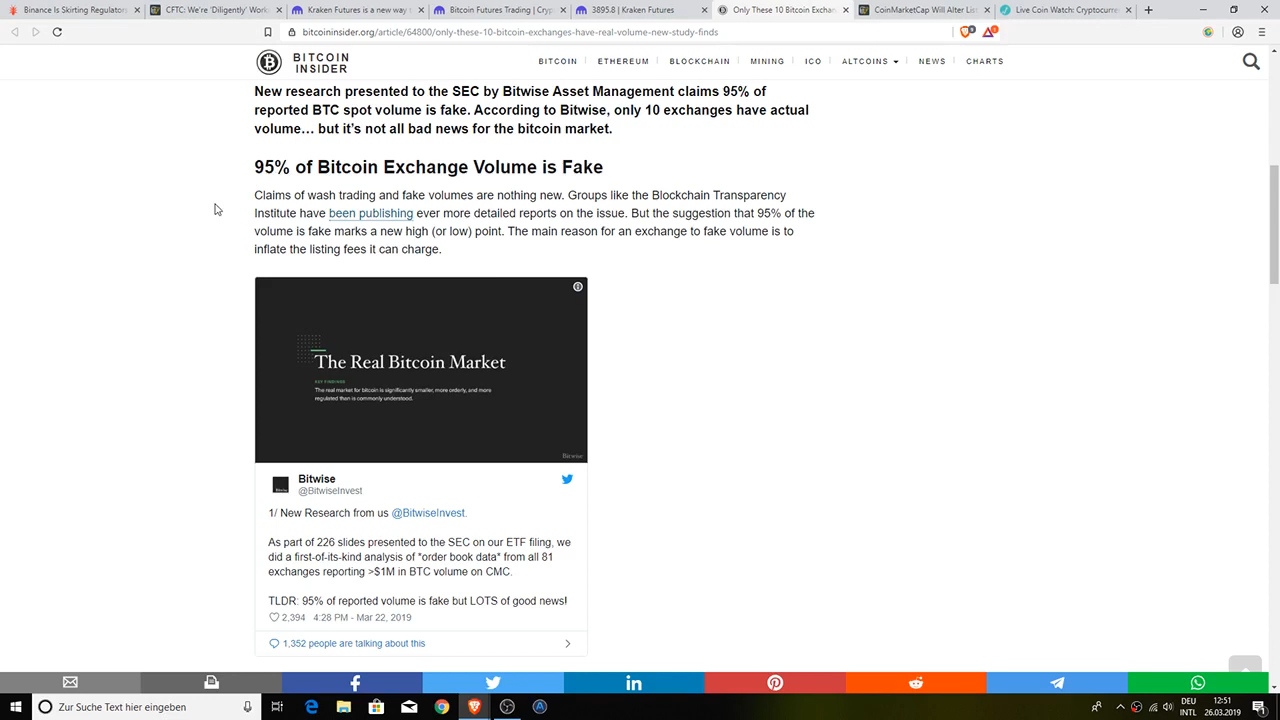 Binance Is Skirting Regulators
CFTC: We're 'Diligently' Work
Kraken Futures is a new way t
Bitcoin Futures Trading | Cryp
3895.8 | Kraken Futures
Only These 10 Bitcoin Exchan
CoinMarketCap Will Alter List
Live Coin Watch: Cryptocurre
bitcoininsider.org/article/64800/only-these-10-bitcoin-exchanges-have-real-volume-new-study-finds
BITCOIN
INSIDER
BITCOIN ETHEREUM BLOCKCHAIN MINING ICO ALTCOINS NEWS CHARTS
New research presented to the SEC by Bitwise Asset Management claims 95% of
reported BTC spot volume is fake. According to Bitwise, only 10 exchanges have actual
volume… but it's not all bad news for the bitcoin market.
95% of Bitcoin Exchange Volume is Fake
Claims of wash trading and fake volumes are nothing new. Groups like the Blockchain Transparency
Institute have been publishing ever more detailed reports on the issue. But the suggestion that 95% of the
volume is fake marks a new high (or low) point. The main reason for an exchange to fake volume is to
inflate the listing fees it can charge.
The Real Bitcoin Market
KEY FINDINGS
The real market for bitcoin is significantly smaller, more orderly, and more
regulated than is commonly understood.
Bitwise
Bitwise
@BitwiseInvest
1/ New Research from us @BitwiseInvest.
As part of 226 slides presented to the SEC on our ETF filing, we
did a first-of-its-kind analysis of *order book data* from all 81
exchanges reporting >$1M in BTC volume on CMC.
TLDR: 95% of reported volume is fake but LOTS of good news!
2,394 4:28 PM - Mar 22, 2019
1,352 people are talking about this
Zur Suche Text hier eingeben
DEU
INTL
12:51
26.03.2019